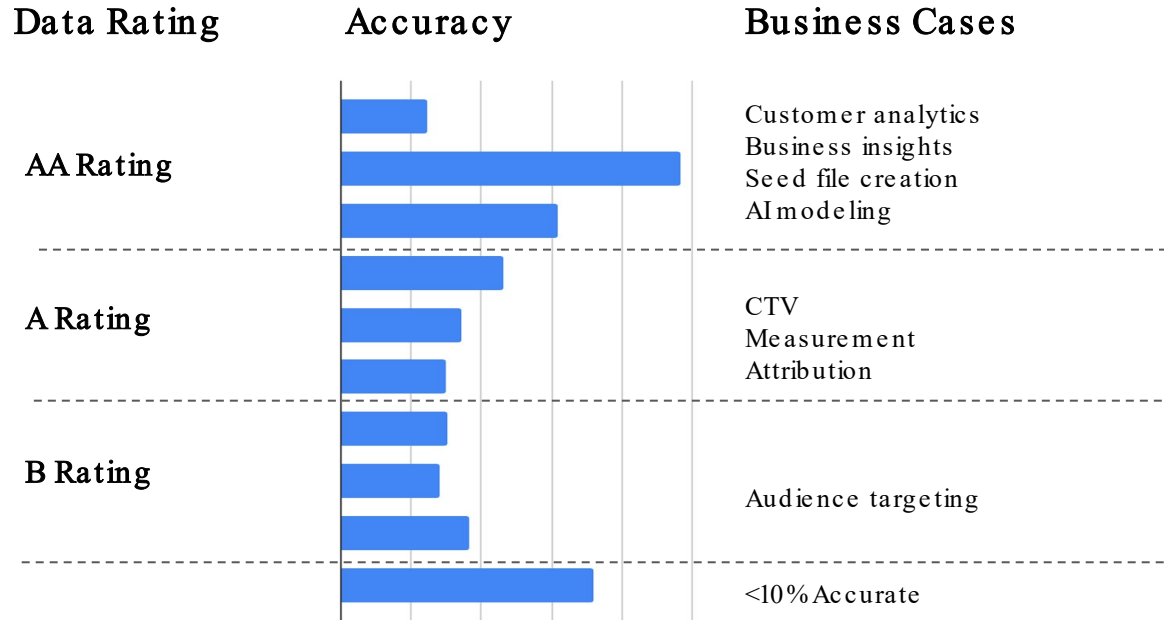 Data Rating
Accuracy
Business Cases
AA Rating
Customer analytics
Business insights
Seed file creation
AI modeling
A Rating
CTV
Measurement
Attribution
B Rating
Audience targeting
<10% Accurate